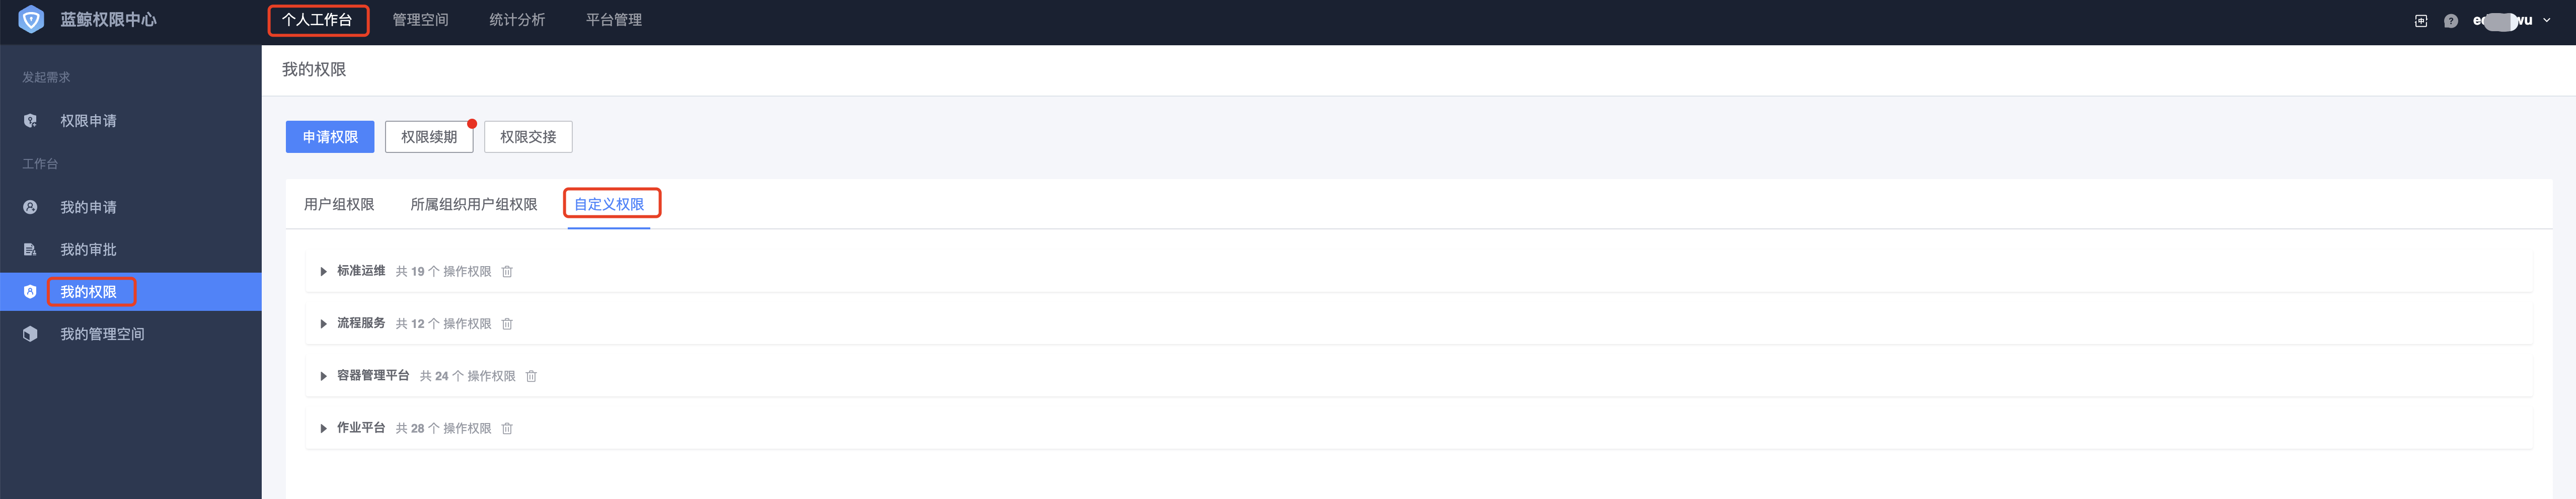 蓝鲸权限中心
个人工作台 管理空间 统计分析 平台管理
发起需求
权限申请
工作台
我的申请
我的审批
我的权限
我的管理空间
我的权限
申请权限 权限续期 权限交接
用户组权限 所属组织用户组权限 自定义权限
标准运维 共 19 个 操作权限
流程服务 共 12 个 操作权限
容器管理平台 共 24 个 操作权限
作业平台 共 28 个 操作权限